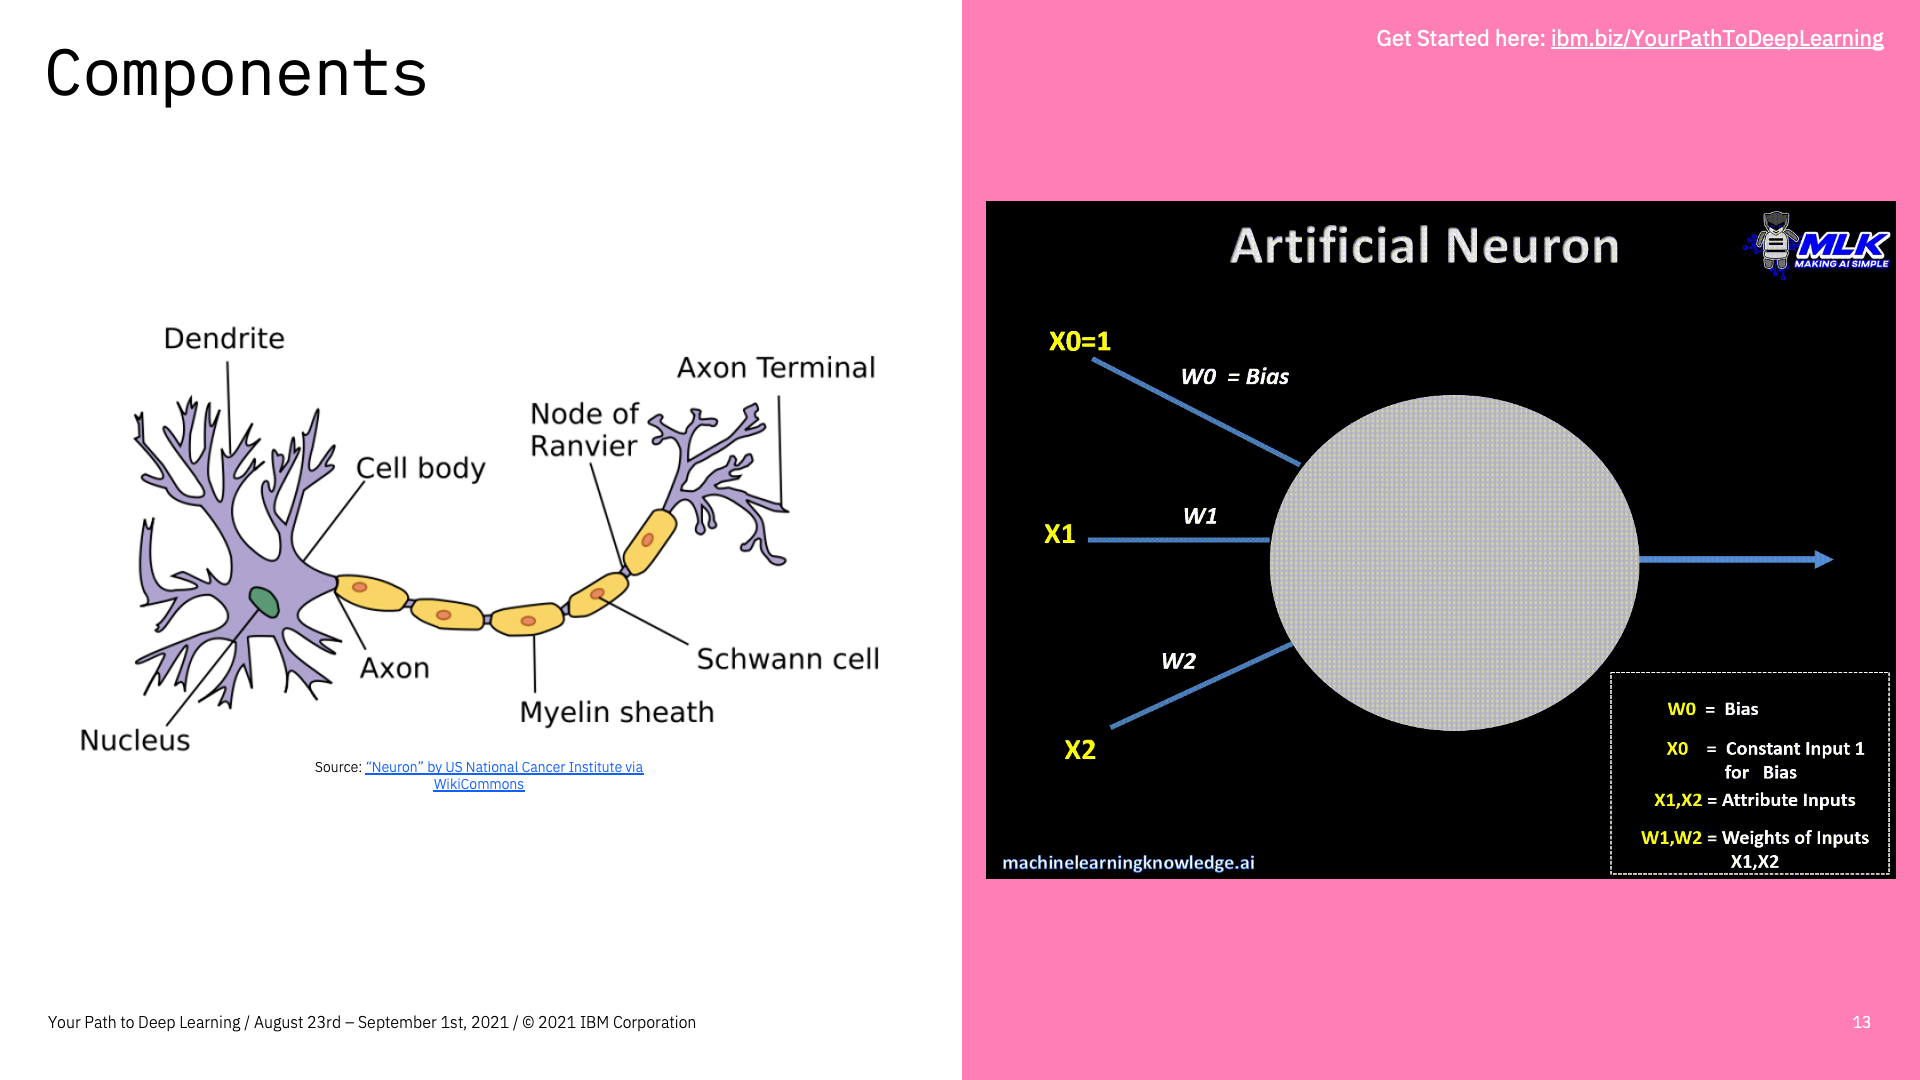 Components
Get Started here: ibm.biz/YourPathToDeepLearning
Dendrite
Axon Terminal
Node of
Ranvier
Cell body
Axon
Schwann cell
Myelin sheath
Nucleus
Source: “Neuron” by US National Cancer Institute via
WikiCommons
Artificial Neuron
MLK
MAKING AI SIMPLE
X0=1
W0 = Bias
X1
W1
W2
X2
W0 = Bias
X0 = Constant Input 1
for Bias
X1,X2 = Attribute Inputs
W1,W2 = Weights of Inputs
X1,X2
machinelearningknowledge.ai
Your Path to Deep Learning / August 23rd – September 1st, 2021 / © 2021 IBM Corporation
13